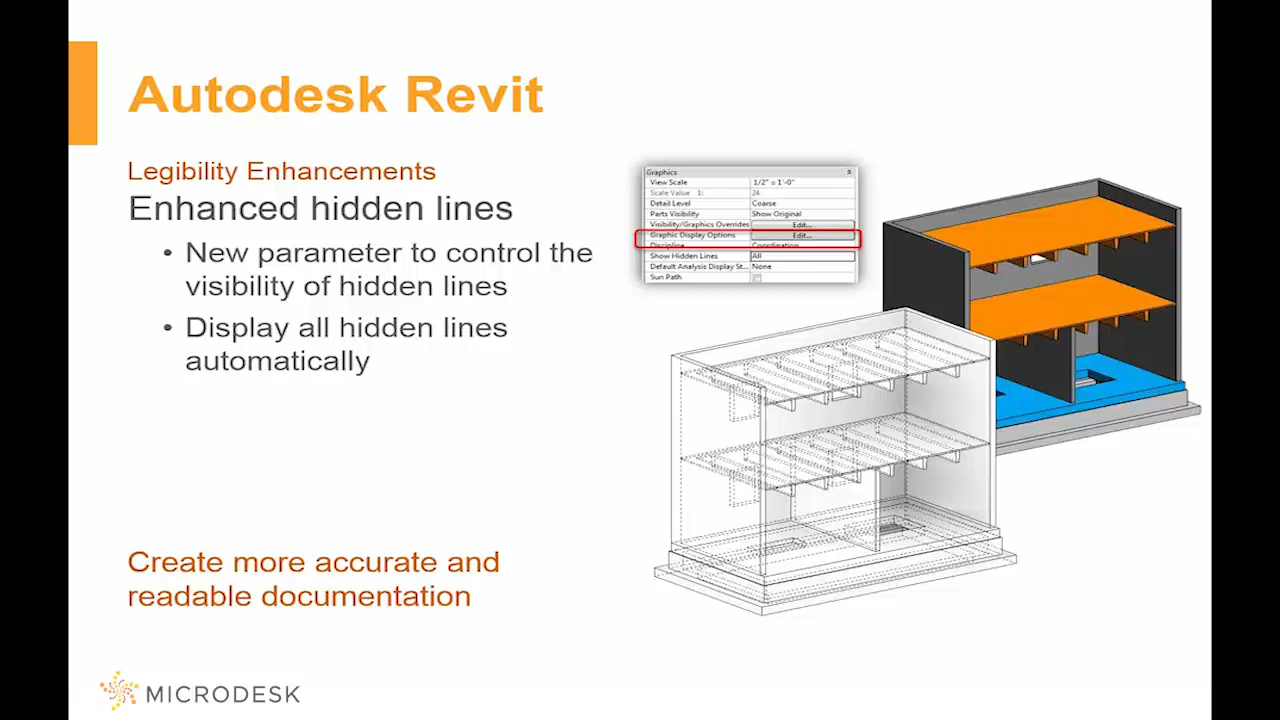 Autodesk Revit
Legibility Enhancements
Enhanced hidden lines
• New parameter to control the
visibility of hidden lines
• Display all hidden lines
automatically
Create more accurate and
readable documentation
Graphics
View Scale 1/2" = 1'-0"
Scale Value 1: 24
Detail Level Coarse
Parts Visibility Show Original
Visibility/Graphics Overrides Edit...
Graphic Display Options Edit...
Discipline Coordination
Show Hidden Lines All
Default Analysis Display St... None
Sun Path
MICRODESK